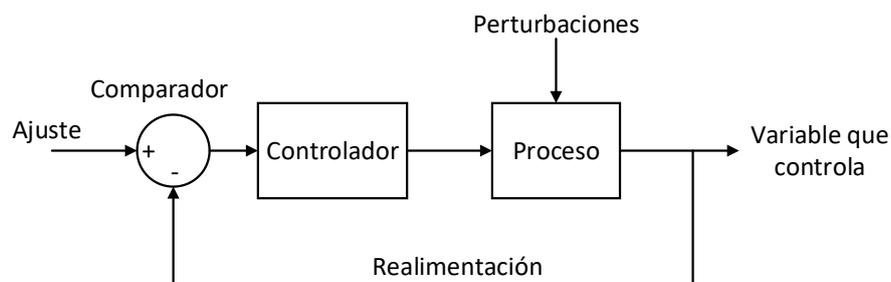 Perturbaciones
Comparador
Ajuste
+
-
Controlador
Proceso
Variable que
controla
Realimentación